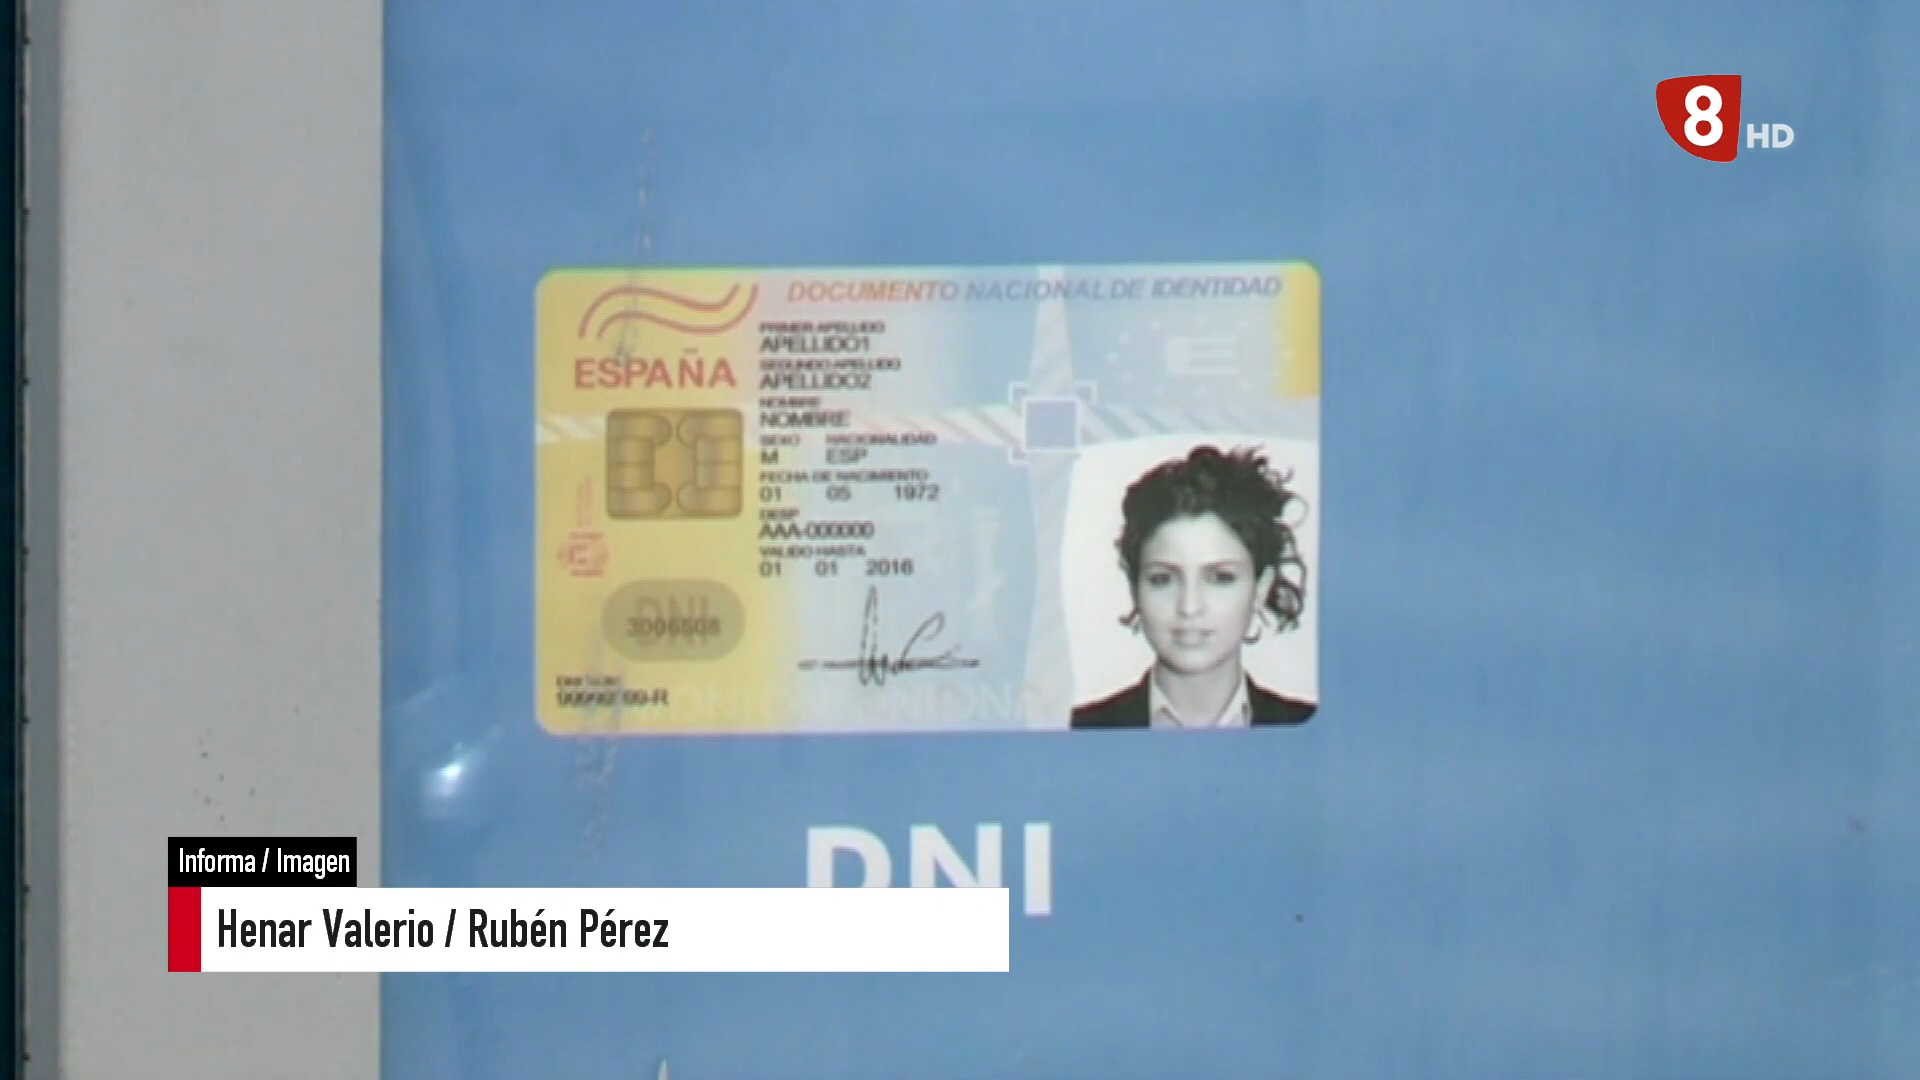 8 HD
DOCUMENTO NACIONAL DE IDENTIDAD
ESPAÑA
PRIMER APELLIDO
APELLIDO1
SEGUNDO APELLIDO
APELLIDO2
NOMBRE
NOMBRE
SEXO NACIONALIDAD
M ESP
FECHA DE NACIMIENTO
01 05 1972
IDESP
AAA-000000
VALIDO HASTA
01 01 2016
DNI
DNI
Informa / Imagen
Henar Valerio / Rubén Pérez